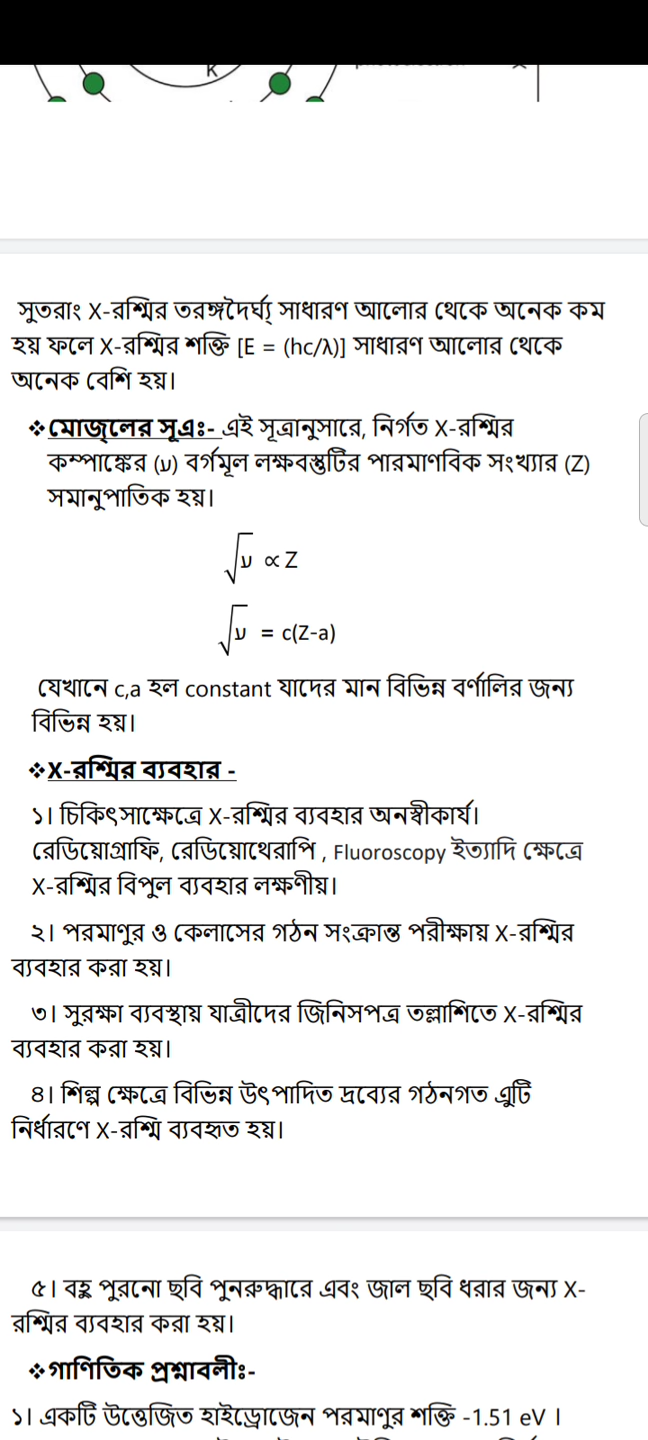 K
সুতরাং X-রশ্মির তরঙ্গদৈর্ঘ্য সাধারণ আলোর থেকে অনেক কম
হয় ফলে X-রশ্মির শক্তি [E = (hc/λ)] সাধারণ আলোর থেকে
অনেক বেশি হয়।
❖মোজ্লের সূএঃ- এই সূত্রানুসারে, নির্গত X-রশ্মির
কম্পাঙ্কের (ν) বর্গমূল লক্ষবস্তুটির পারমাণবিক সংখ্যার (Z)
সমানুপাতিক হয়।
√ν ∝ Z
√ν = c(Z-a)
যেখানে c,a হল constant যাদের মান বিভিন্ন বর্ণালির জন্য
বিভিন্ন হয়।
❖X-রশ্মির ব্যবহার -
১। চিকিৎসাক্ষেত্রে X-রশ্মির ব্যবহার অনস্বীকার্য।
রেডিয়োগ্রাফি, রেডিয়োথেরাপি , Fluoroscopy ইত্যাদি ক্ষেত্রে
X-রশ্মির বিপুল ব্যবহার লক্ষণীয়।
২। পরমাণুর ও কেলাসের গঠন সংক্রান্ত পরীক্ষায় X-রশ্মির
ব্যবহার করা হয়।
৩। সুরক্ষা ব্যবস্থায় যাত্রীদের জিনিসপত্র তল্লাশিতে X-রশ্মির
ব্যবহার করা হয়।
৪। শিল্প ক্ষেত্রে বিভিন্ন উৎপাদিত দ্রব্যের গঠনগত এুটি
নির্ধারণে X-রশ্মি ব্যবহৃত হয়।
৫। বহু পুরনো ছবি পুনরুদ্ধারে এবং জাল ছবি ধরার জন্য X-
রশ্মির ব্যবহার করা হয়।
❖গাণিতিক প্রশ্নাবলীঃ-
১। একটি উত্তেজিত হাইড্রোজেন পরমাণুর শক্তি -1.51 eV ।